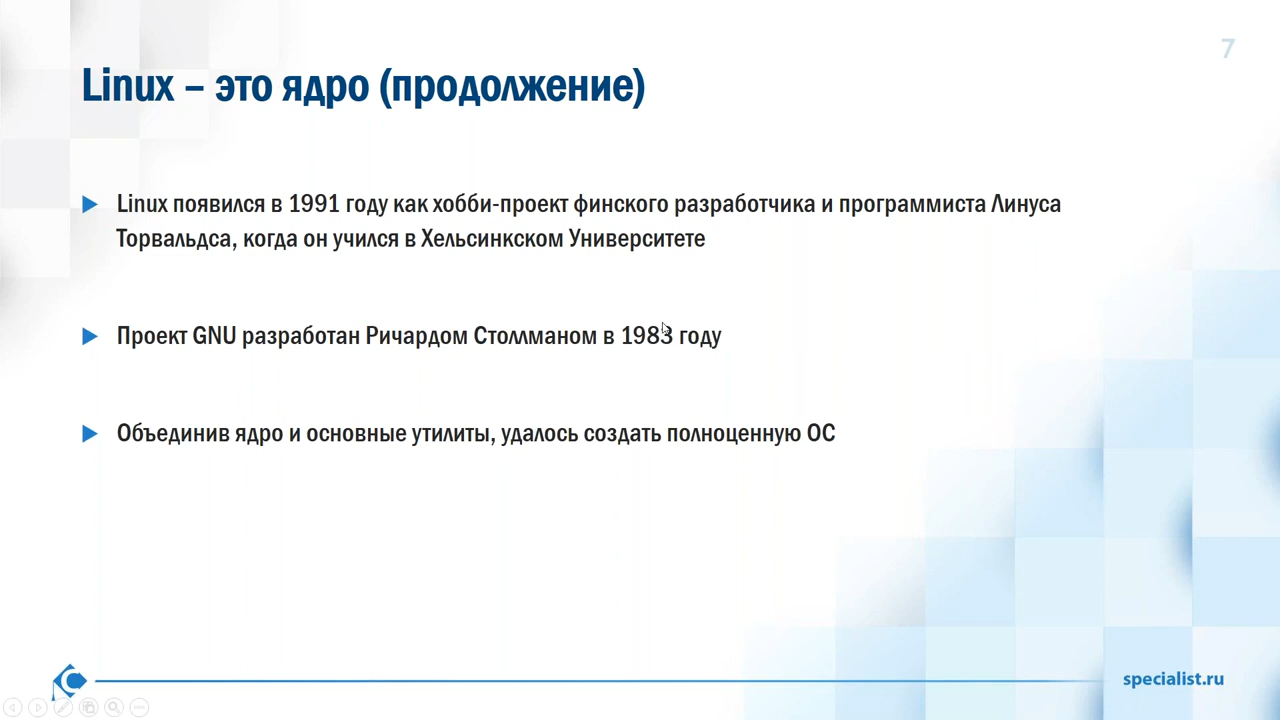 7
Linux – это ядро (продолжение)
Linux появился в 1991 году как хобби-проект финского разработчика и программиста Линуса
Торвальдса, когда он учился в Хельсинкском Университете
Проект GNU разработан Ричардом Столлманом в 1983 году
Объединив ядро и основные утилиты, удалось создать полноценную ОС
specialist.ru